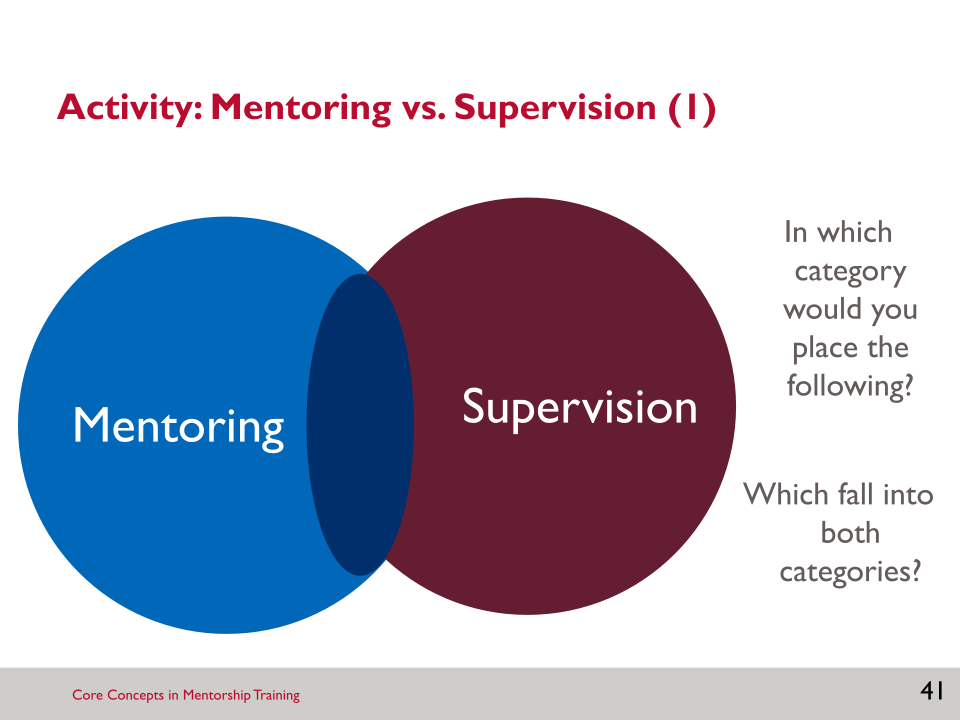 Activity: Mentoring vs. Supervision (1)
Mentoring
Supervision
In which
category
would you
place the
following?
Which fall into
both
categories?
Core Concepts in Mentorship Training
41